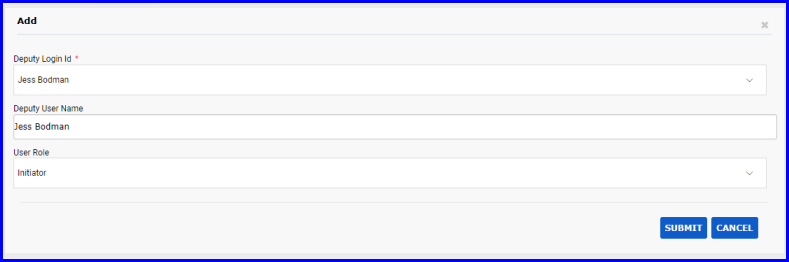 Add
Deputy Login Id *
Jess Bodman
Deputy User Name
Jess Bodman
User Role
Initiator
SUBMIT CANCEL